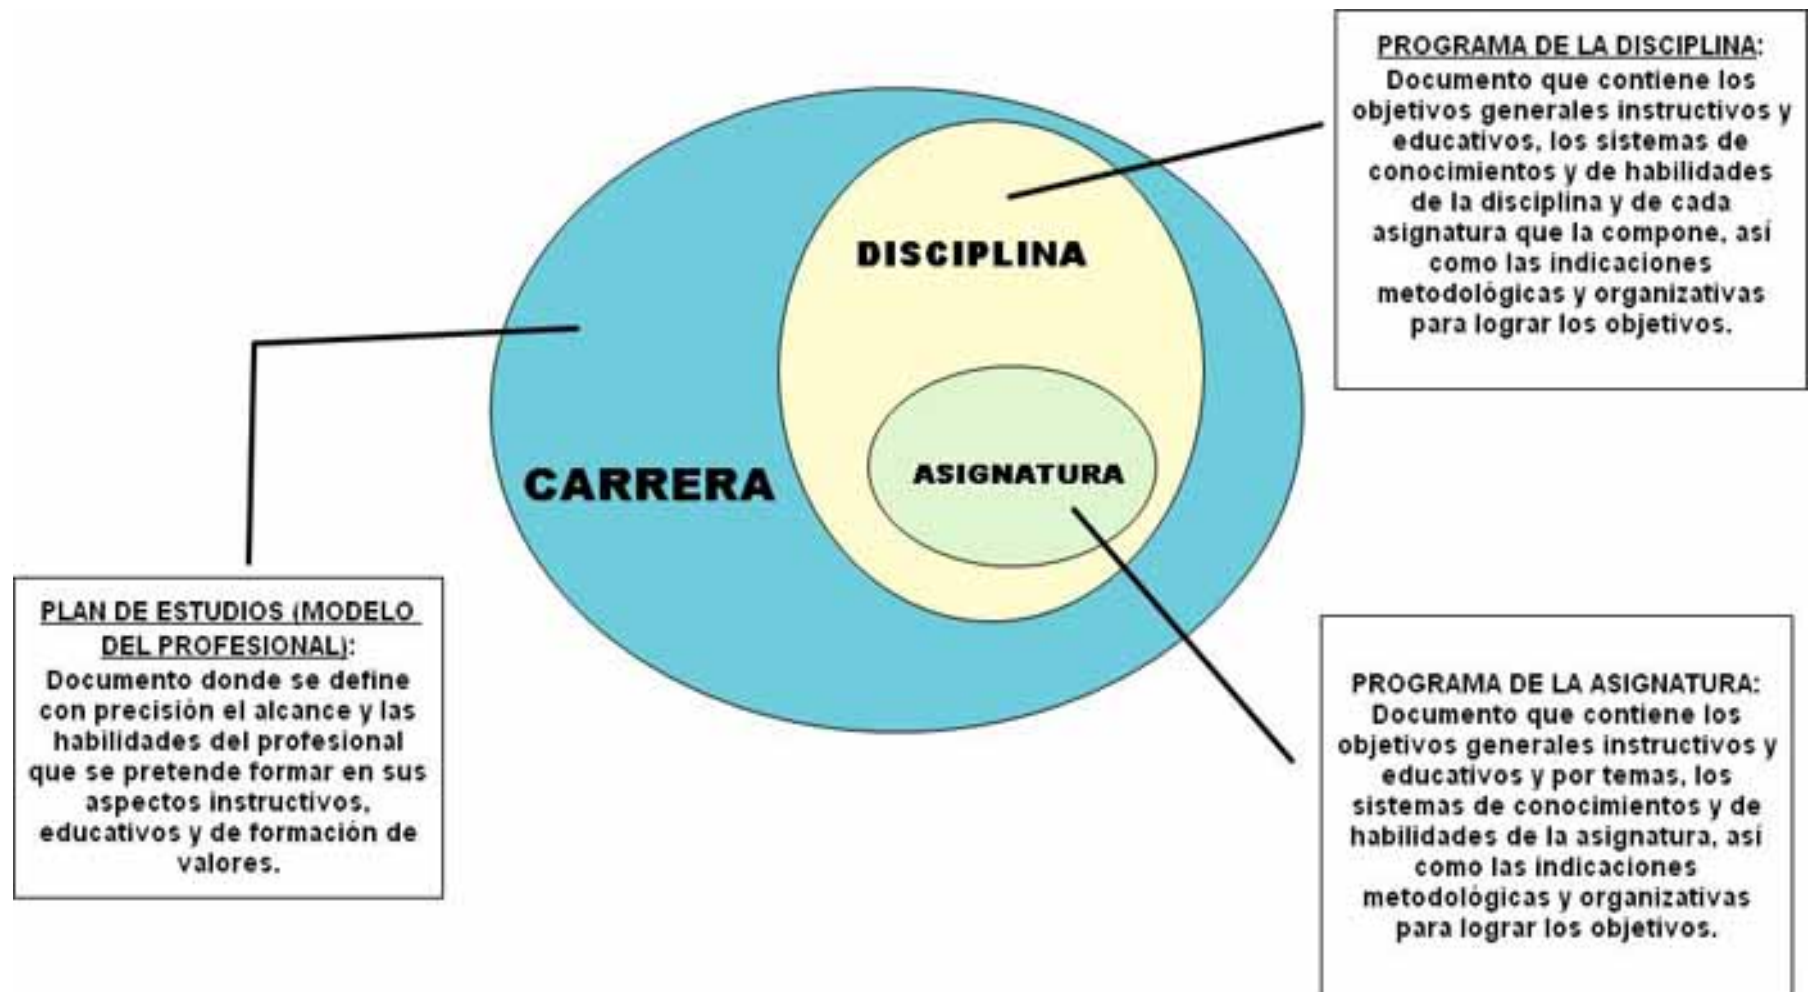 PROGRAMA DE LA DISCIPLINA:
Documento que contiene los
objetivos generales instructivos y
educativos, los sistemas de
conocimientos y de habilidades
de la disciplina y de cada
asignatura que la compone, así
como las indicaciones
metodológicas y organizativas
para lograr los objetivos.
DISCIPLINA
CARRERA
ASIGNATURA
PLAN DE ESTUDIOS (MODELO
DEL PROFESIONAL):
Documento donde se define
con precisión el alcance y las
habilidades del profesional
que se pretende formar en sus
aspectos instructivos,
educativos y de formación de
valores.
PROGRAMA DE LA ASIGNATURA:
Documento que contiene los
objetivos generales instructivos y
educativos y por temas, los
sistemas de conocimientos y de
habilidades de la asignatura, así
como las indicaciones
metodológicas y organizativas
para lograr los objetivos.